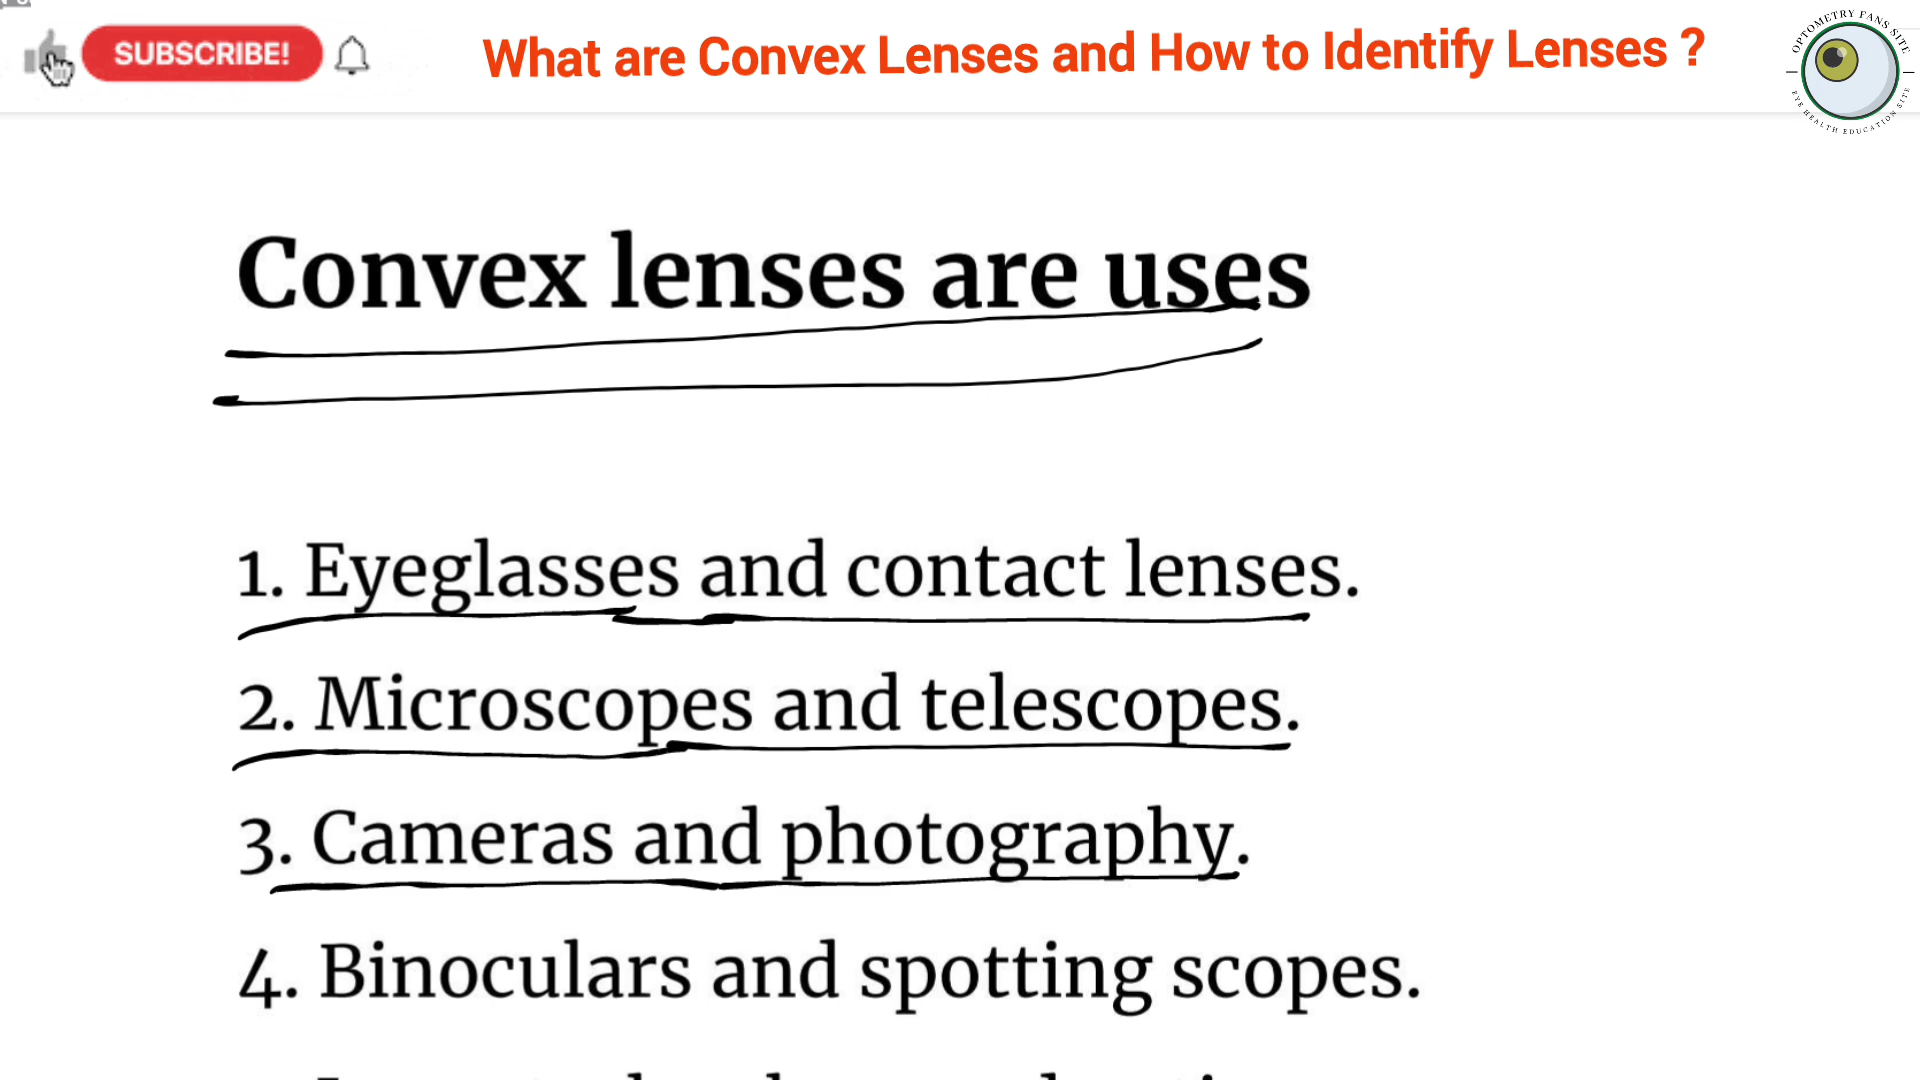 SUBSCRIBE!
What are Convex Lenses and How to Identify Lenses ?
OPTOMETRY FANS SITE
EYE HEALTH EDUCATION SITE
Convex lenses are uses
1. Eyeglasses and contact lenses.
2. Microscopes and telescopes.
3. Cameras and photography.
4. Binoculars and spotting scopes.